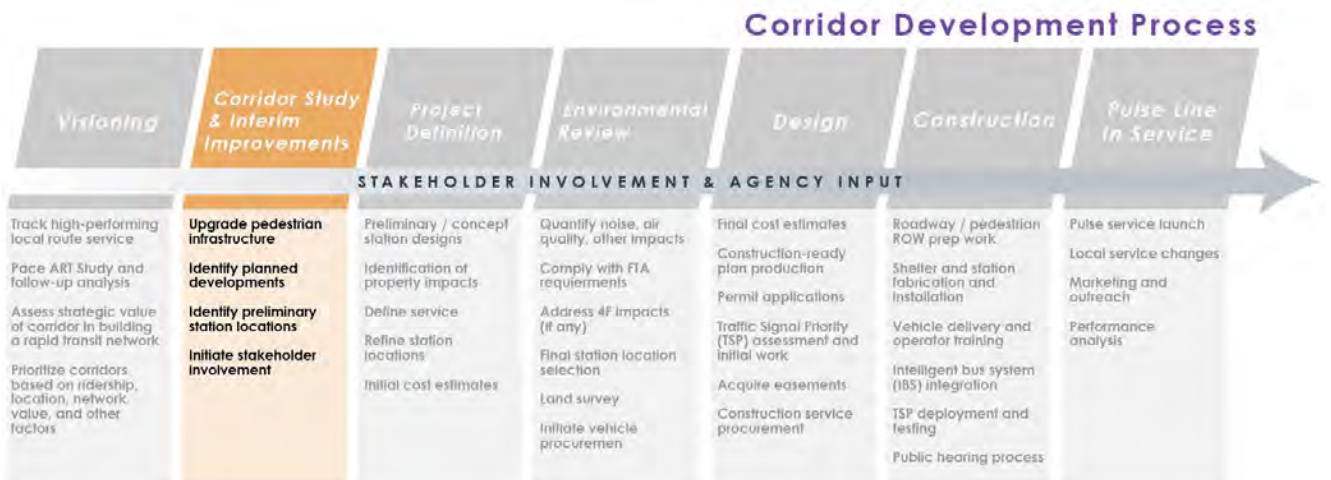 Corridor Development Process
Visioning
Corridor Study
& Interim
Improvements
Project
Definition
Environmental
Review
Design
Construction
Pulse Line
In Service
STAKEHOLDER INVOLVEMENT & AGENCY INPUT
Track high-performing
local route service
Pace ART Study and
follow-up analysis
Assess strategic value
of corridor in building
a rapid transit network
Prioritize corridors
based on ridership,
location, network
value, and other
factors
Upgrade pedestrian
infrastructure
Identify planned
developments
Identify preliminary
station locations
Initiate stakeholder
involvement
Preliminary / concept
station designs
Identification of
property impacts
Define service
Refine station
locations
Initial cost estimates
Quantify noise, air
quality, other impacts
Comply with FTA
requierments
Address 4F impacts
(if any)
Final station location
selection
Land survey
Initiate vehicle
procuremen
Final cost estimates
Construction-ready
plan production
Permit applications
Traffic Signal Priority
(TSP) assessment and
initial work
Acquire easements
Construction service
procurement
Roadway / pedestrian
ROW prep work
Shelter and station
fabrication and
installation
Vehicle delivery and
operator training
Intelligent bus system
(IBS) integration
TSP deployment and
testing
Public hearing process
Pulse service launch
Local service changes
Marketing and
outreach
Performance
analysis